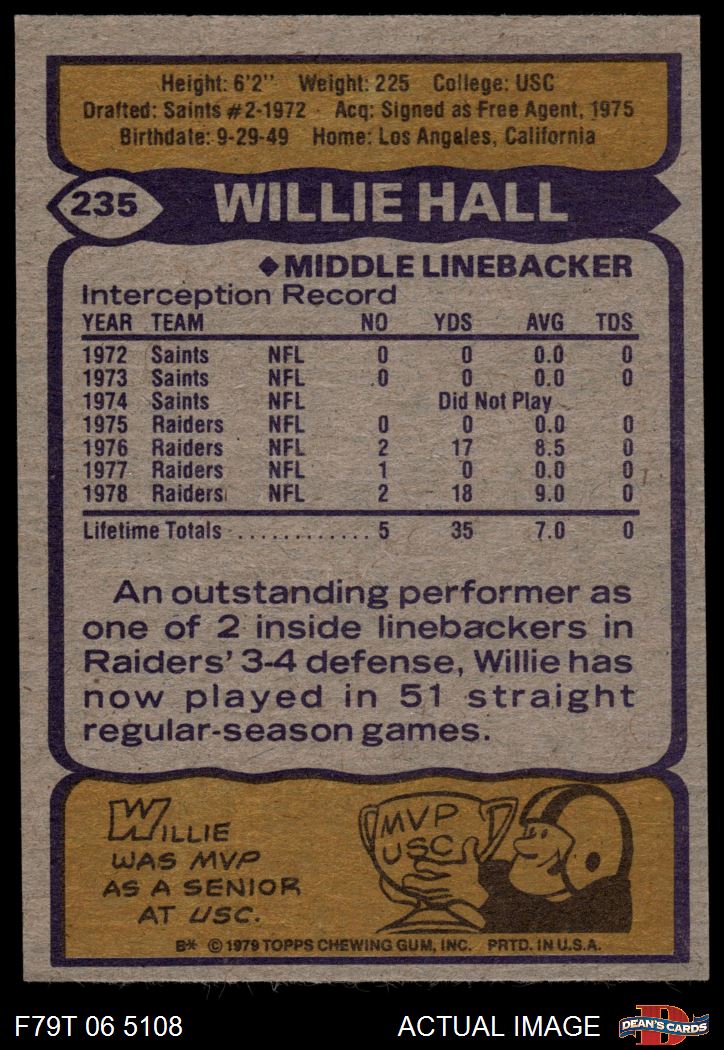 Height: 6'2" Weight: 225 College: USC
Drafted: Saints #2-1972 Acq: Signed as Free Agent, 1975
Birthdate: 9-29-49 Home: Los Angeles, California
235 WILLIE HALL
◆MIDDLE LINEBACKER
Interception Record
YEAR TEAM NO YDS AVG TDS
1972 Saints NFL 0 0 0.0 0
1973 Saints NFL 0 0 0.0 0
1974 Saints NFL Did Not Play
1975 Raiders NFL 0 0 0.0 0
1976 Raiders NFL 2 17 8.5 0
1977 Raiders NFL 1 0 0.0 0
1978 Raiders NFL 2 18 9.0 0
Lifetime Totals ............ 5 35 7.0 0
An outstanding performer as
one of 2 inside linebackers in
Raiders' 3-4 defense, Willie has
now played in 51 straight
regular-season games.
WILLIE
WAS MVP
AS A SENIOR
AT USC.
MVP
USC
B* © 1979 TOPPS CHEWING GUM, INC. PRTD. IN U.S.A.
F79T 06 5108 ACTUAL IMAGE D DEAN'S CARDS